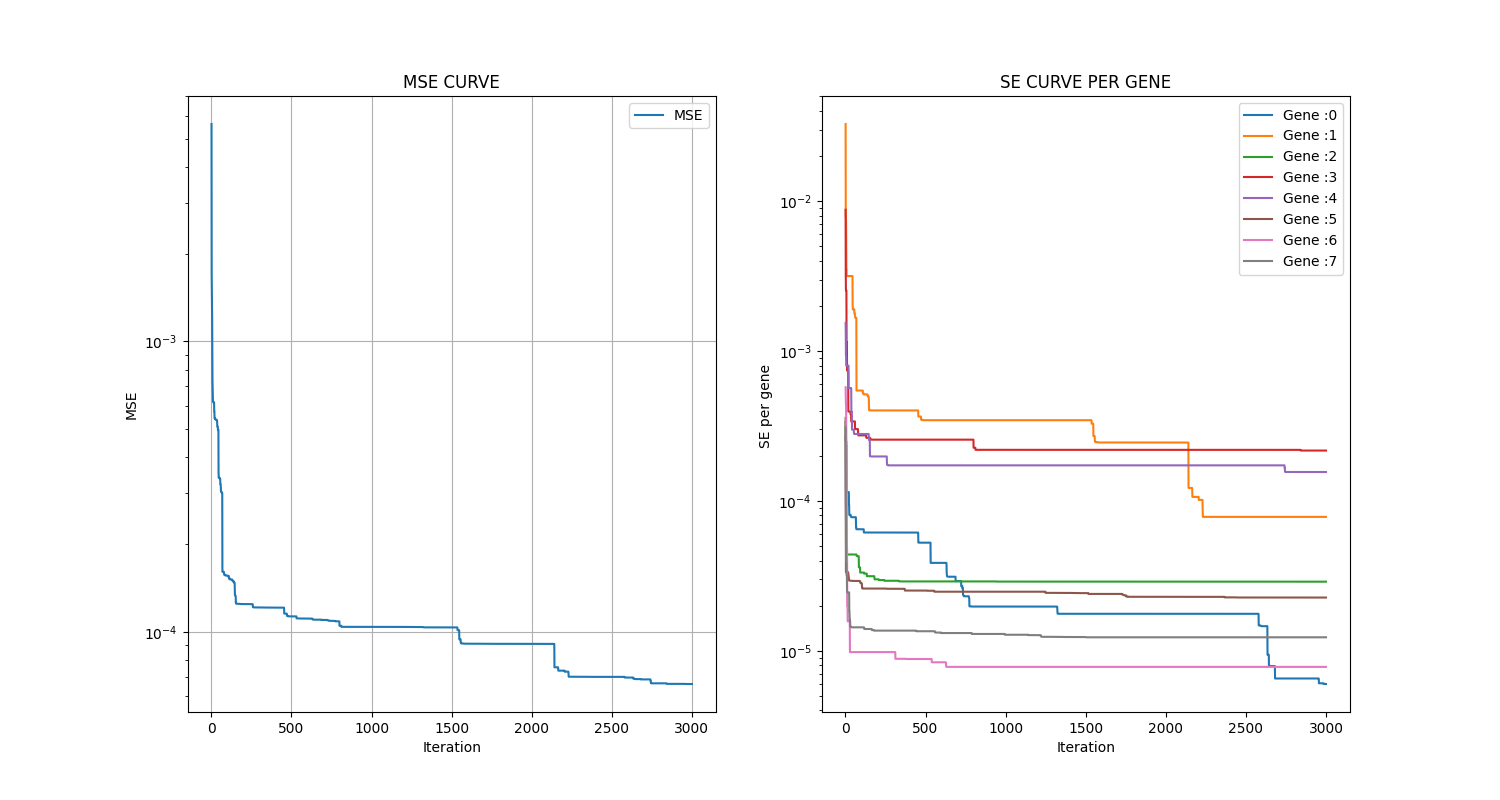 MSE CURVE
MSE
10^-3
10^-4
MSE
0 500 1000 1500 2000 2500 3000
Iteration
SE CURVE PER GENE
Gene :0
Gene :1
Gene :2
Gene :3
Gene :4
Gene :5
Gene :6
Gene :7
10^-2
10^-3
10^-4
10^-5
SE per gene
0 500 1000 1500 2000 2500 3000
Iteration